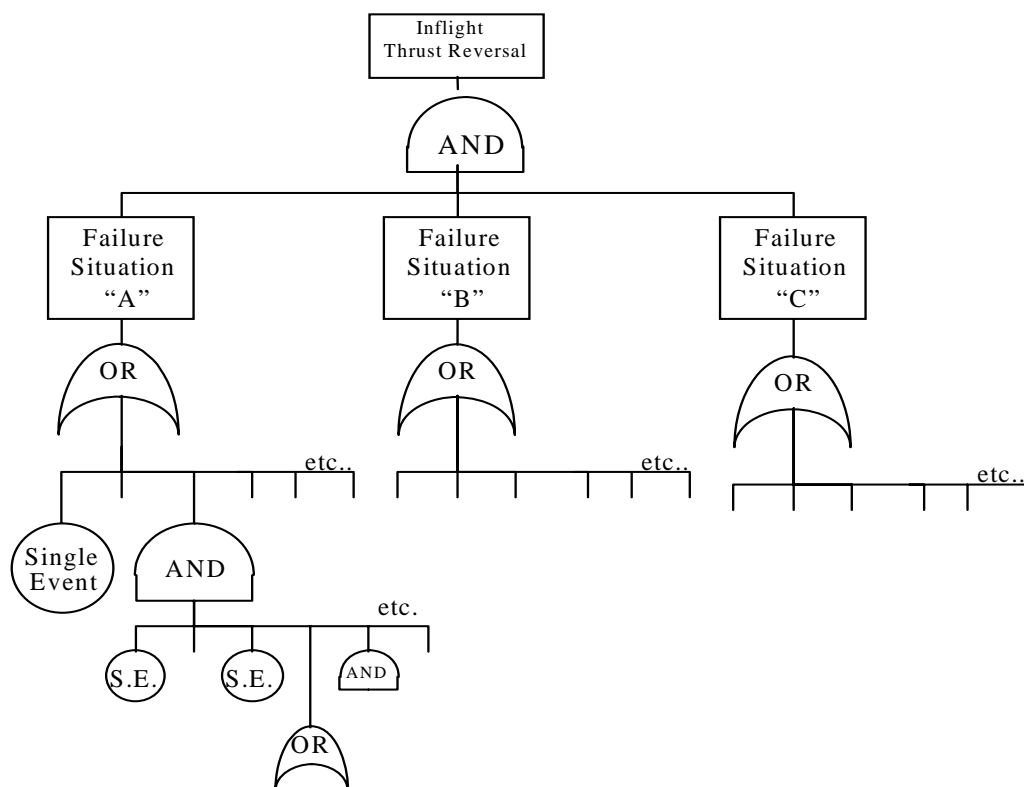 Inflight
Thrust Reversal
AND
Failure
Situation
“A”
Failure
Situation
“B”
Failure
Situation
“C”
OR
OR
OR
etc..
etc..
etc..
Single
Event
AND
etc.
S.E.
S.E.
AND
OR